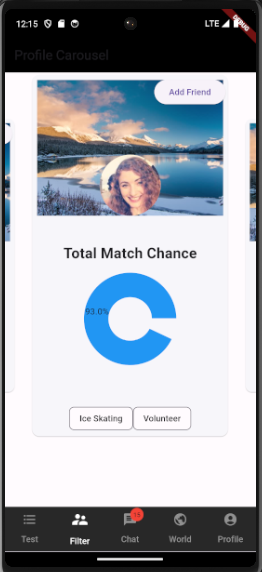 12:15
LTE
DEBUG
Profile Carousel
Add Friend
Total Match Chance
93.0%
Ice Skating
Volunteer
15
Test
Filter
Chat
World
Profile